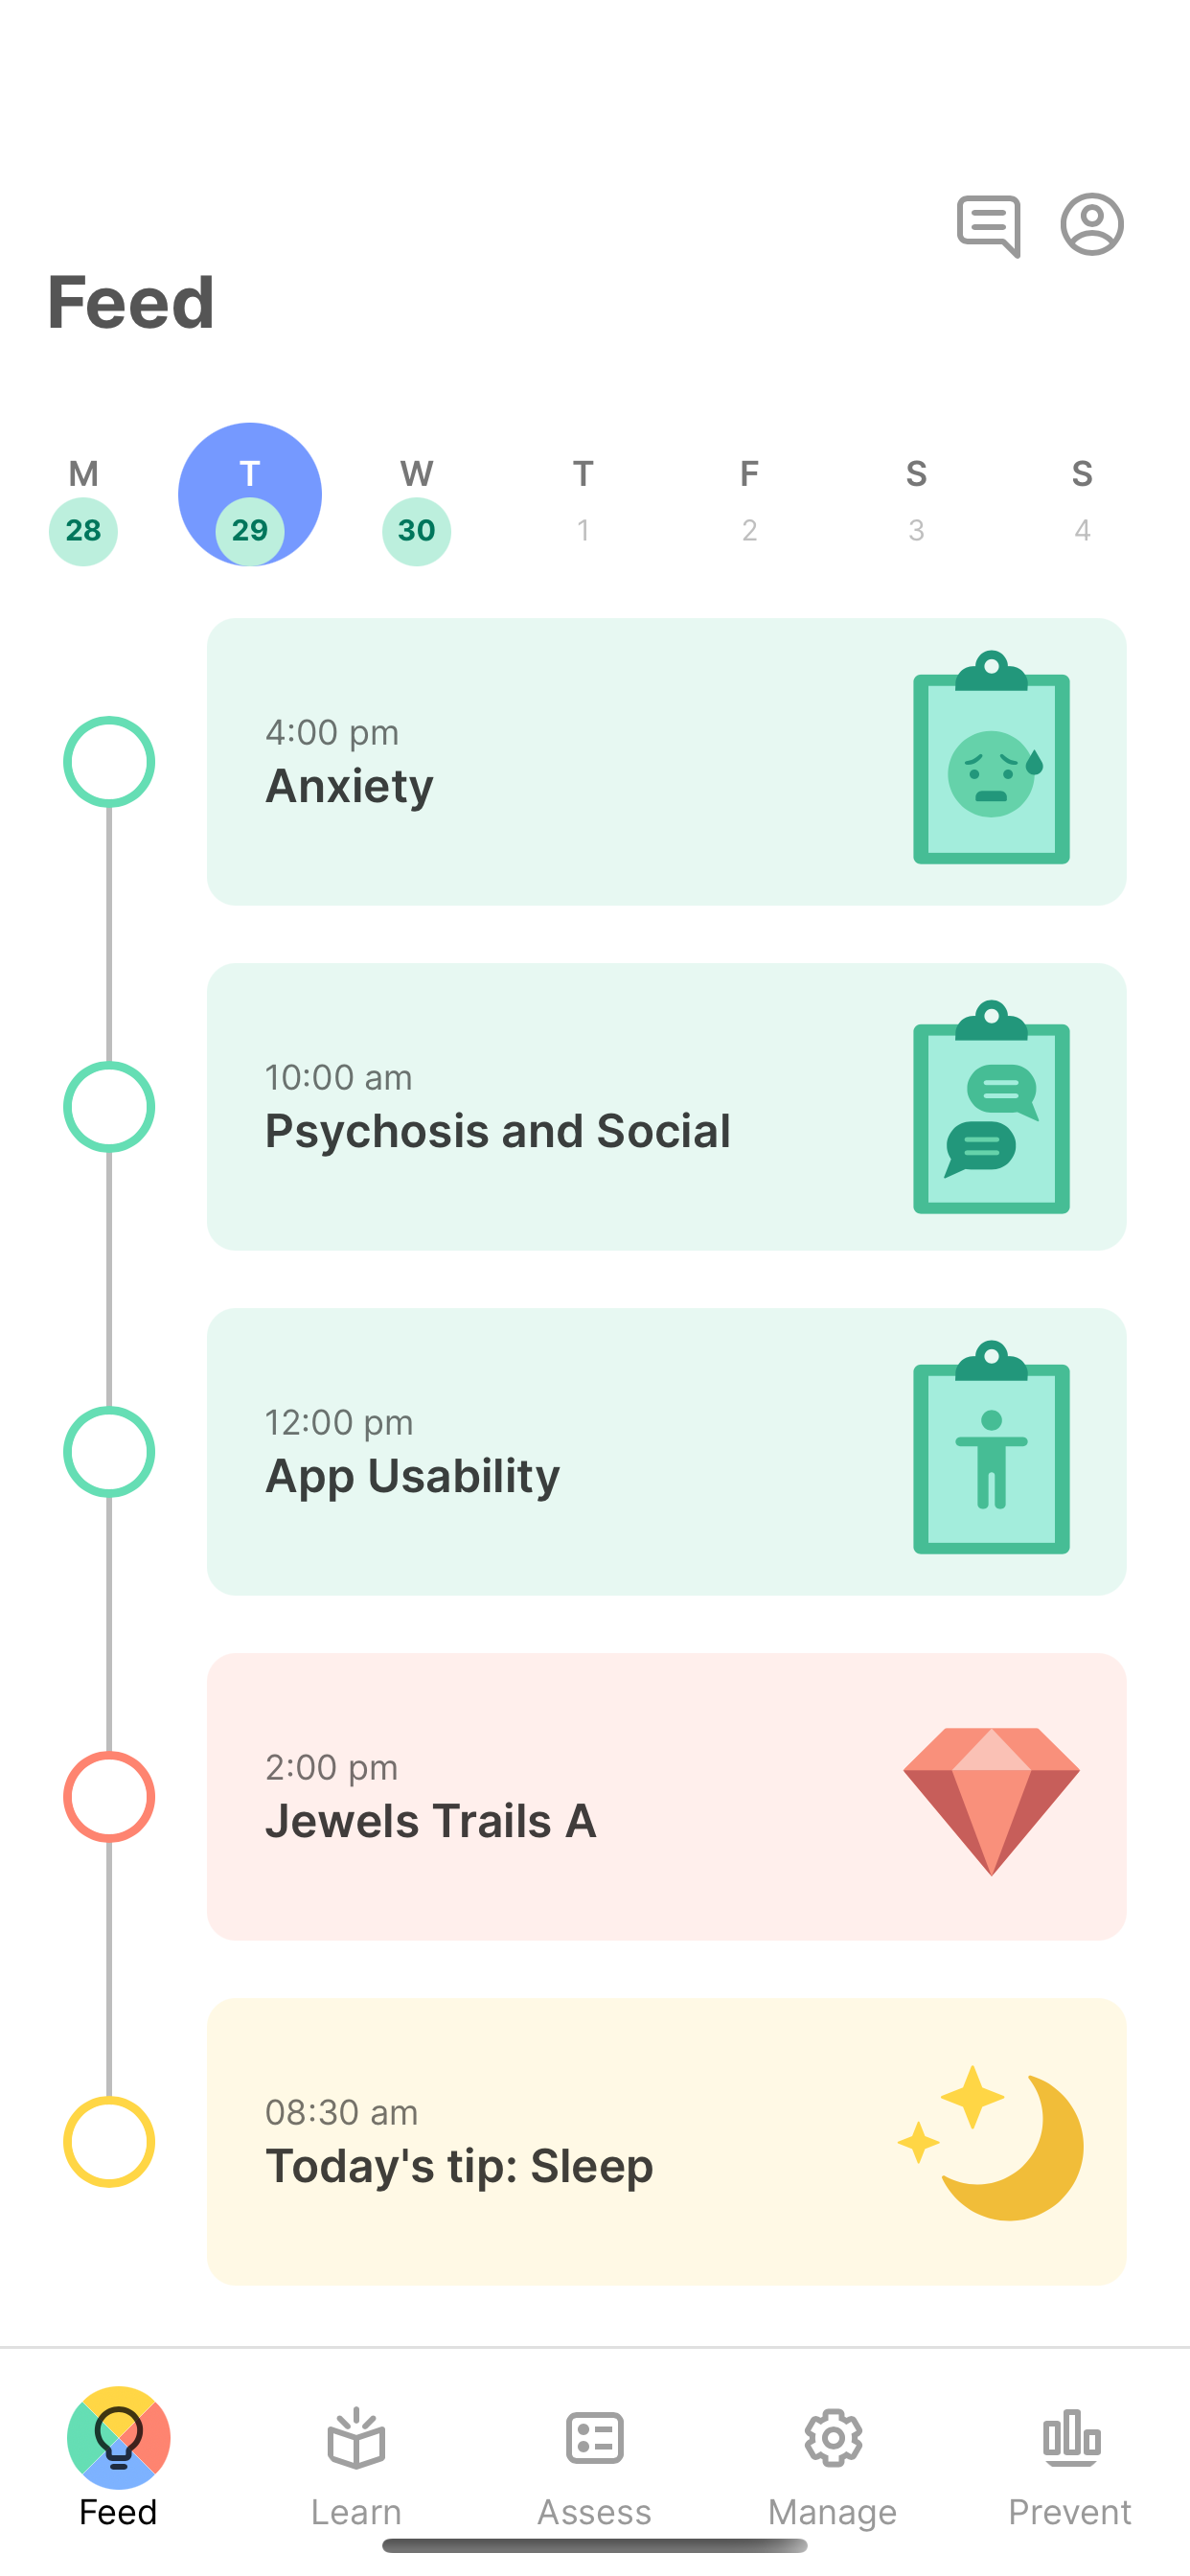 Feed
M T W T F S S
28 29 30 1 2 3 4
4:00 pm
Anxiety
10:00 am
Psychosis and Social
12:00 pm
App Usability
2:00 pm
Jewels Trails A
08:30 am
Today's tip: Sleep
Feed Learn Assess Manage Prevent